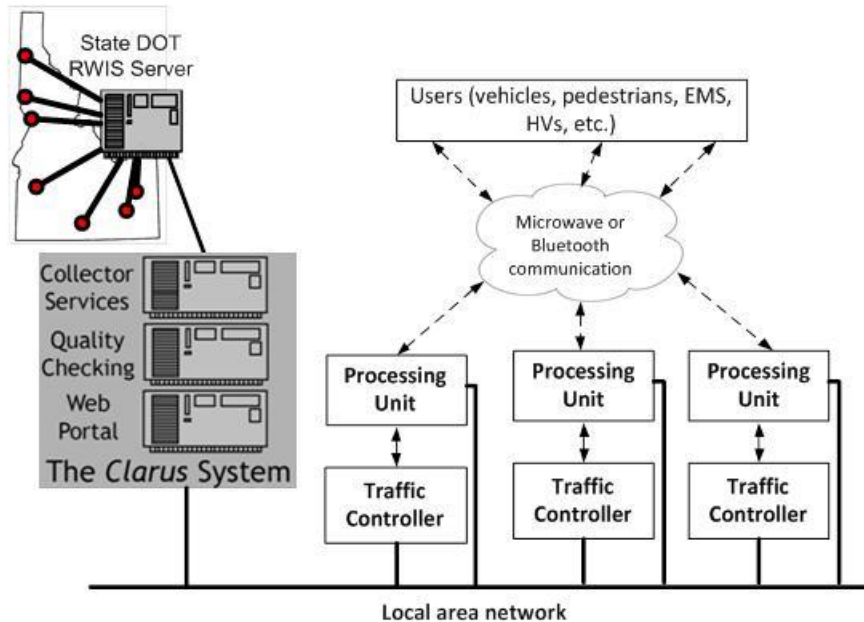 State DOT
RWIS Server
Users (vehicles, pedestrians, EMS,
HVs, etc.)
Microwave or
Bluetooth
communication
Collector
Services
Quality
Checking
Web
Portal
The Clarus System
Processing
Unit
Processing
Unit
Processing
Unit
Traffic
Controller
Traffic
Controller
Traffic
Controller
Local area network